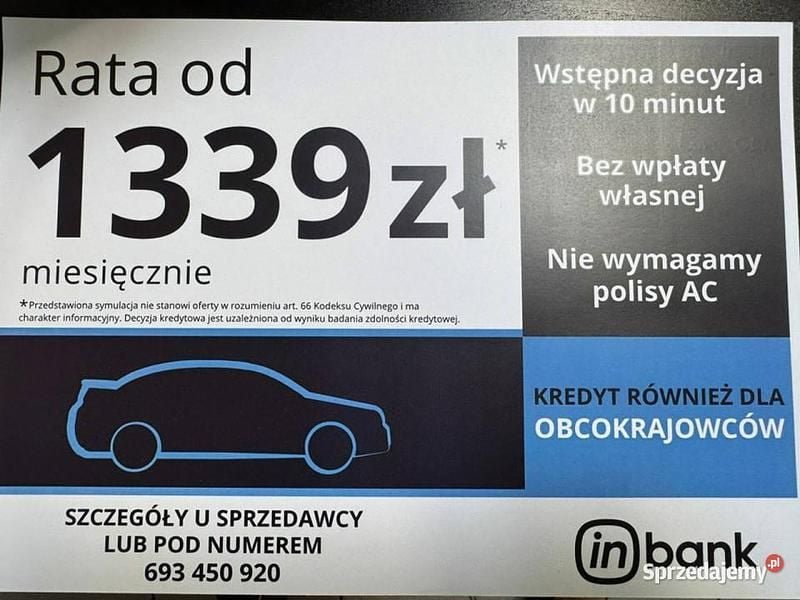 Rata od
1339 zł*
miesięcznie
*Przedstawiona symulacja nie stanowi oferty w rozumieniu art. 66 Kodeksu Cywilnego i ma
charakter informacyjny. Decyzja kredytowa jest uzależniona od wyniku badania zdolności kredytowej.
Wstępna decyzja
w 10 minut
Bez wpłaty
własnej
Nie wymagamy
polisy AC
KREDYT RÓWNIEŻ DLA
OBCOKRAJOWCÓW
SZCZEGÓŁY U SPRZEDAWCY
LUB POD NUMEREM
693 450 920
inbank
Sprzedajemy.pl